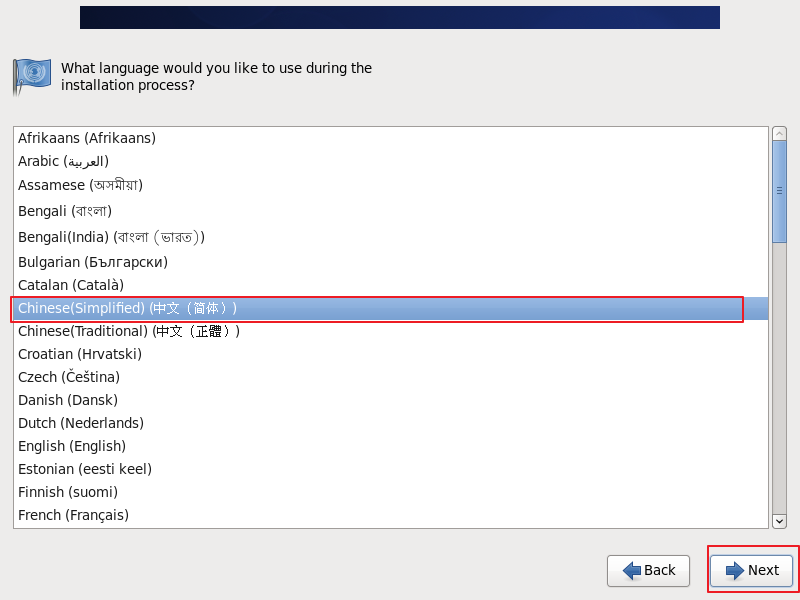 What language would you like to use during the
installation process?
Afrikaans (Afrikaans)
Arabic (العربية)
Assamese (অসমীয়া)
Bengali (বাংলা)
Bengali(India) (বাংলা (ভারত))
Bulgarian (Български)
Catalan (Català)
Chinese(Simplified) (中文（简体）)
Chinese(Traditional) (中文（正體）)
Croatian (Hrvatski)
Czech (Čeština)
Danish (Dansk)
Dutch (Nederlands)
English (English)
Estonian (eesti keel)
Finnish (suomi)
French (Français)
Back
Next